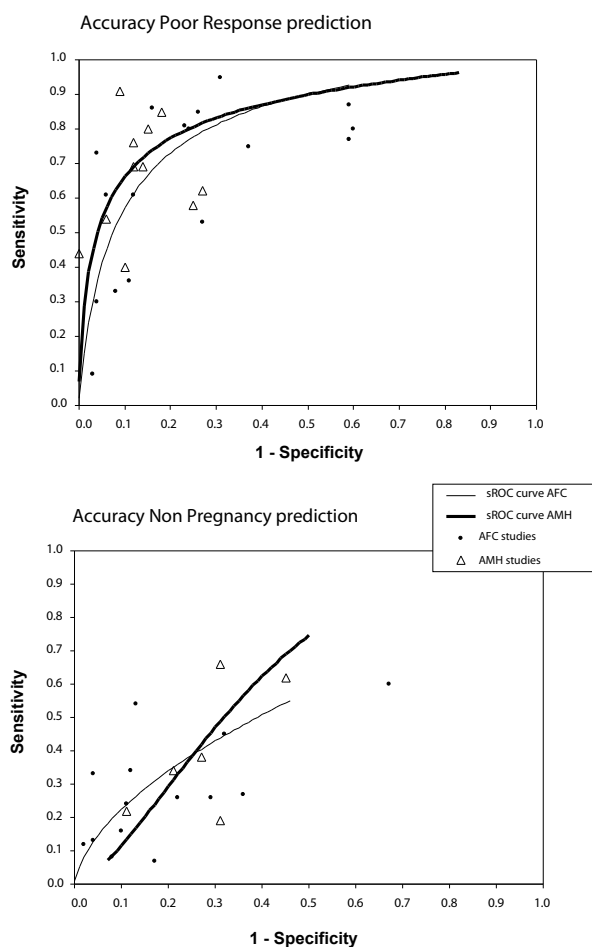 Accuracy Poor Response prediction
1.0
0.9
0.8
0.7
0.6
0.5
0.4
0.3
0.2
0.1
0.0
Sensitivity
0.0 0.1 0.2 0.3 0.4 0.5 0.6 0.7 0.8 0.9 1.0
1 - Specificity
sROC curve AFC
sROC curve AMH
AFC studies
AMH studies
Accuracy Non Pregnancy prediction
1.0
0.9
0.8
0.7
0.6
0.5
0.4
0.3
0.2
0.1
0.0
Sensitivity
0.0 0.1 0.2 0.3 0.4 0.5 0.6 0.7 0.8 0.9 1.0
1 - Specificity